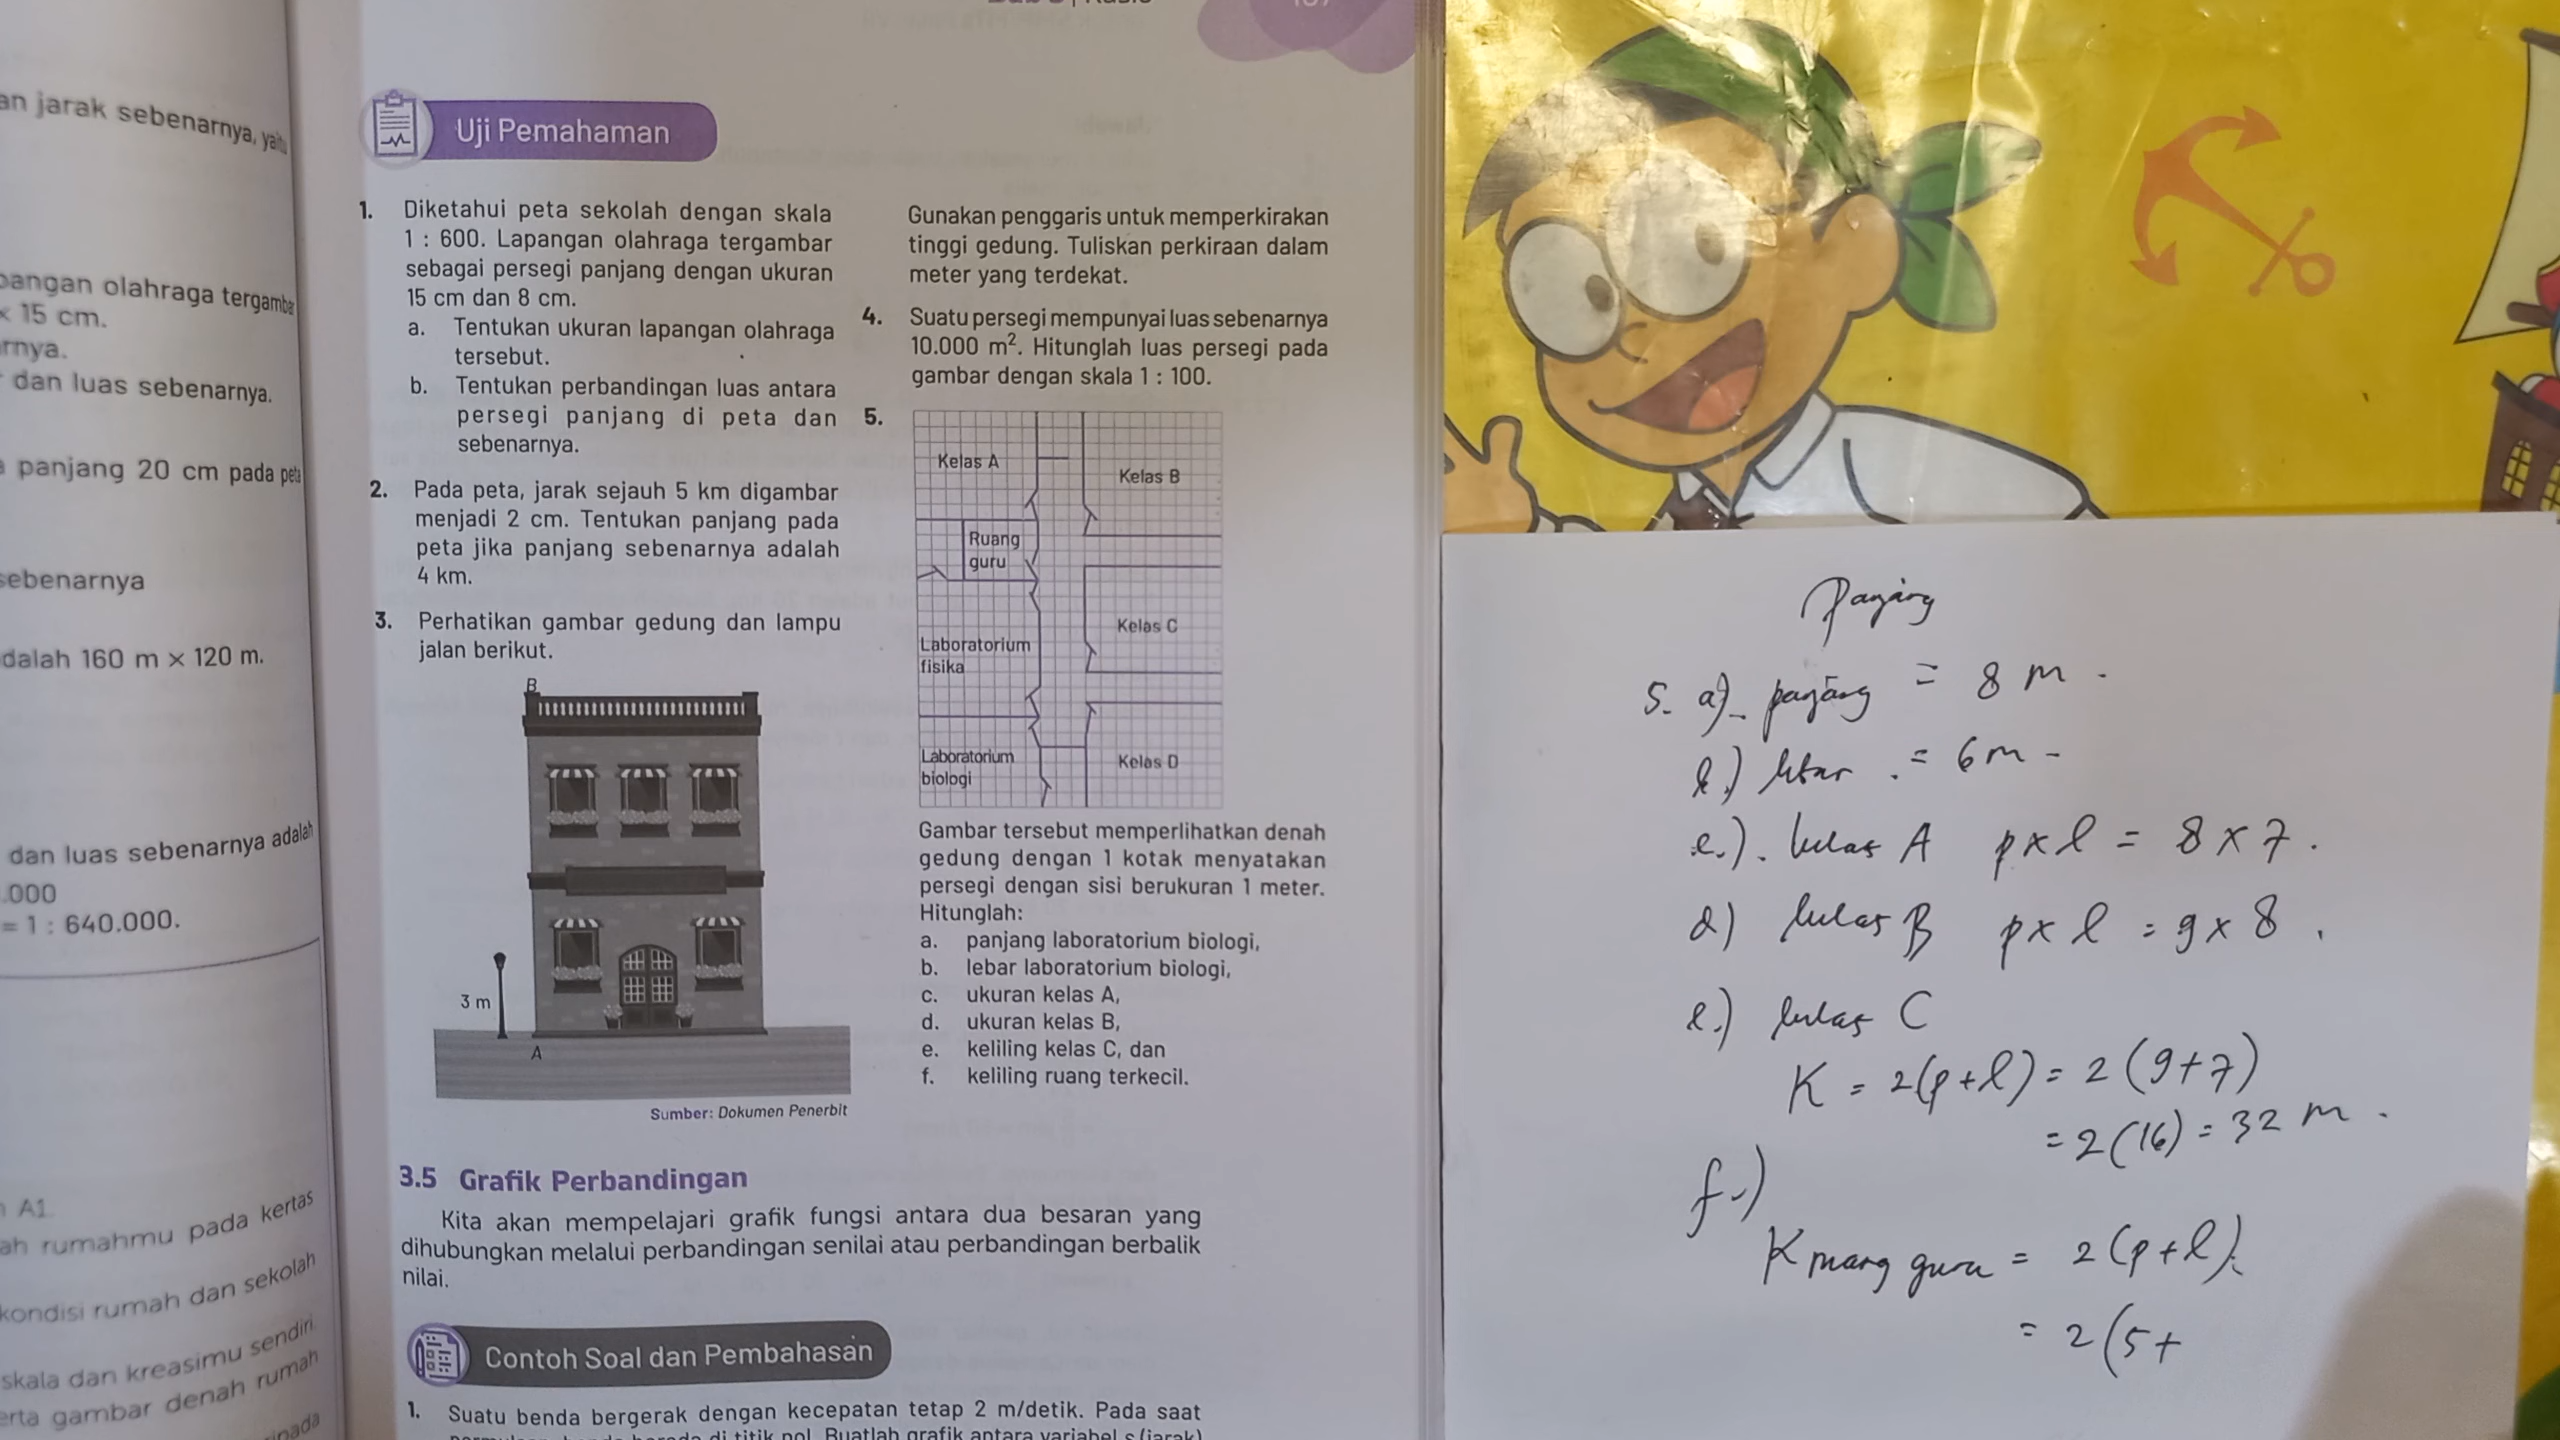 an jarak sebenarnya, yaitu
pangan olahraga tergambar
× 15 cm.
rnya.
dan luas sebenarnya.
a panjang 20 cm pada peta
sebenarnya
dalah 160 m × 120 m.
dan luas sebenarnya adalah
.000
= 1 : 640.000.
A1.
ah rumahmu pada kertas
kondisi rumah dan sekolah
skala dan kreasimu sendiri.
erta gambar denah rumah
Uji Pemahaman
1. Diketahui peta sekolah dengan skala
1 : 600. Lapangan olahraga tergambar
sebagai persegi panjang dengan ukuran
15 cm dan 8 cm.
a. Tentukan ukuran lapangan olahraga
tersebut.
b. Tentukan perbandingan luas antara
persegi panjang di peta dan
sebenarnya.
2. Pada peta, jarak sejauh 5 km digambar
menjadi 2 cm. Tentukan panjang pada
peta jika panjang sebenarnya adalah
4 km.
3. Perhatikan gambar gedung dan lampu
jalan berikut.
B
3 m
A
Sumber: Dokumen Penerbit
Gunakan penggaris untuk memperkirakan
tinggi gedung. Tuliskan perkiraan dalam
meter yang terdekat.
4. Suatu persegi mempunyai luas sebenarnya
10.000 m². Hitunglah luas persegi pada
gambar dengan skala 1 : 100.
5.
Kelas A
Kelas B
Ruang
guru
Kelas C
Laboratorium
fisika
Laboratorium
biologi
Kelas D
Gambar tersebut memperlihatkan denah
gedung dengan 1 kotak menyatakan
persegi dengan sisi berukuran 1 meter.
Hitunglah:
a. panjang laboratorium biologi,
b. lebar laboratorium biologi,
c. ukuran kelas A,
d. ukuran kelas B,
e. keliling kelas C, dan
f. keliling ruang terkecil.
3.5 Grafik Perbandingan
Kita akan mempelajari grafik fungsi antara dua besaran yang
dihubungkan melalui perbandingan senilai atau perbandingan berbalik
nilai.
Contoh Soal dan Pembahasan
1. Suatu benda bergerak dengan kecepatan tetap 2 m/detik. Pada saat
di titik nol. Buatlah grafik antara variabel s (jarak)
Panjang
5. a) panjang = 8 m.
b.) lebar = 6 m
c.). kelas A p x l = 8 x 7.
d) kelas B p x l = 9 x 8.
e.) kelas C
K = 2(p + l) = 2 (9 + 7)
= 2 (16) = 32 m.
f.)
K ruang guru = 2 (p + l).
= 2 (5 +